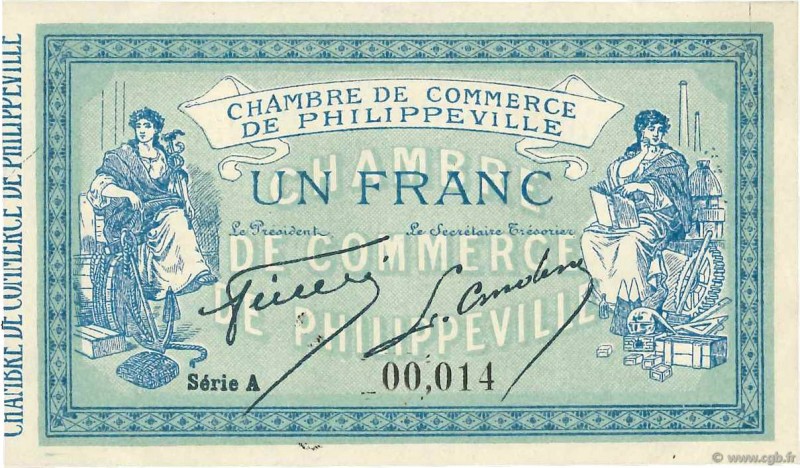 CHAMBRE DE COMMERCE DE PHILIPPEVILLE
CHAMBRE DE COMMERCE
DE PHILIPPEVILLE
CHAMBRE
UN FRANC
Le Président Le Secrétaire Trésorier
DE COMMERCE
DE PHILIPPEVILLE
Série A 00,014
© www.cgb.fr